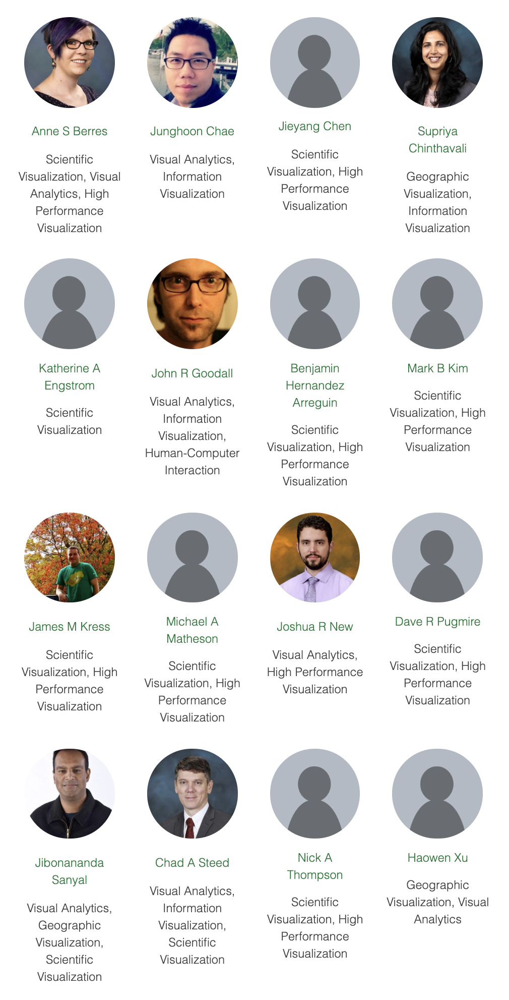 Anne S Berres
Scientific
Visualization, Visual
Analytics, High
Performance
Visualization
Junghoon Chae
Visual Analytics,
Information
Visualization
Jieyang Chen
Scientific
Visualization, High
Performance
Visualization
Supriya
Chinthavali
Geographic
Visualization,
Information
Visualization
Katherine A
Engstrom
Scientific
Visualization
John R Goodall
Visual Analytics,
Information
Visualization,
Human-Computer
Interaction
Benjamin
Hernandez
Arreguin
Scientific
Visualization, High
Performance
Visualization
Mark B Kim
Scientific
Visualization, High
Performance
Visualization
James M Kress
Scientific
Visualization, High
Performance
Visualization
Michael A
Matheson
Scientific
Visualization, High
Performance
Visualization
Joshua R New
Visual Analytics,
High Performance
Visualization
Dave R Pugmire
Scientific
Visualization, High
Performance
Visualization
Jibonananda
Sanyal
Visual Analytics,
Geographic
Visualization,
Scientific
Visualization
Chad A Steed
Visual Analytics,
Information
Visualization,
Scientific
Visualization
Nick A
Thompson
Scientific
Visualization, High
Performance
Visualization
Haowen Xu
Geographic
Visualization, Visual
Analytics